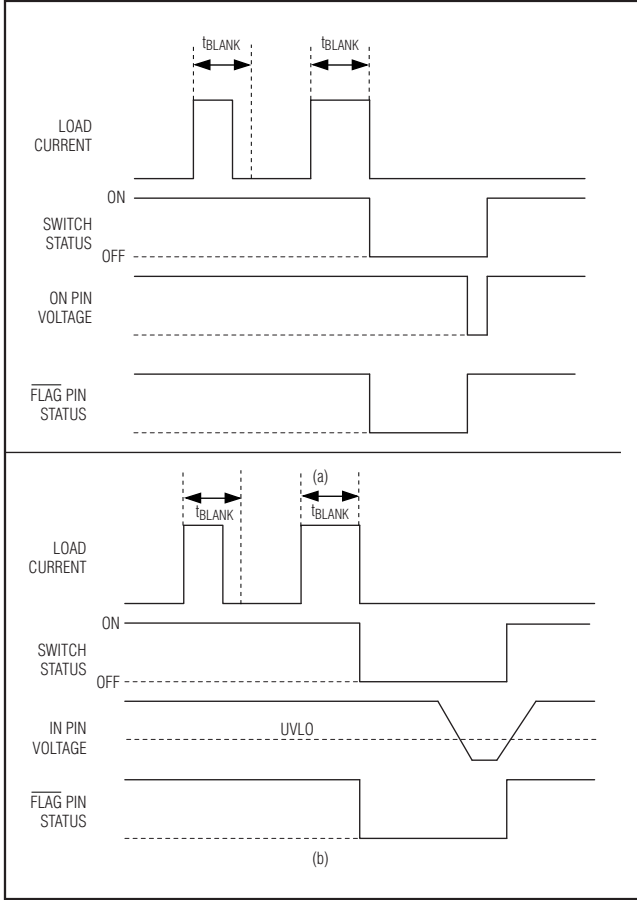 tBLANK tBLANK
LOAD
CURRENT
ON
SWITCH
STATUS
OFF
ON PIN
VOLTAGE
FLAG PIN
STATUS
(a)
tBLANK tBLANK
LOAD
CURRENT
ON
SWITCH
STATUS
OFF
IN PIN
VOLTAGE
UVLO
FLAG PIN
STATUS
(b)